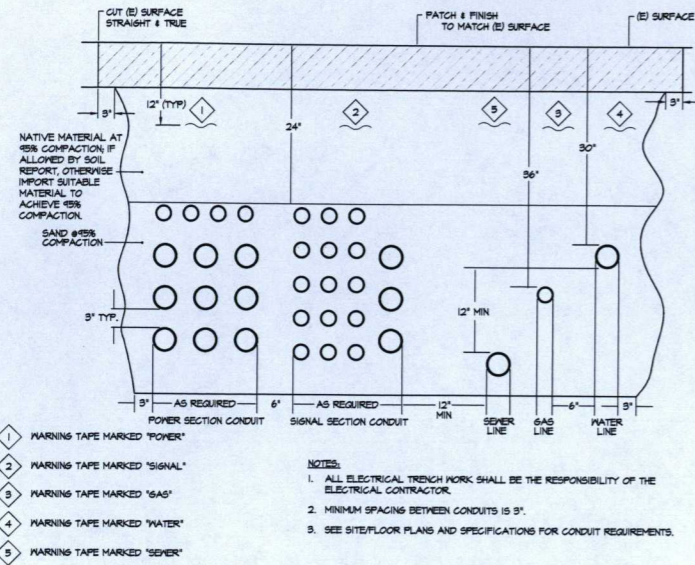 CUT (E) SURFACE
STRAIGHT & TRUE
PATCH & FINISH
TO MATCH (E) SURFACE
(E) SURFACE
3"
12" (TYP)
1
2
5
3
4
3"
24"
36"
30"
NATIVE MATERIAL AT
95% COMPACTION; IF
ALLOWED BY SOIL
REPORT, OTHERWISE
IMPORT SUITABLE
MATERIAL TO
ACHIEVE 95%
COMPACTION.
SAND @95%
COMPACTION
3" TYP.
12" MIN
3"
AS REQUIRED
6"
AS REQUIRED
12"
MIN
6"
3"
POWER SECTION CONDUIT
SIGNAL SECTION CONDUIT
SEWER
LINE
GAS
LINE
WATER
LINE
1 WARNING TAPE MARKED "POWER"
2 WARNING TAPE MARKED "SIGNAL"
3 WARNING TAPE MARKED "GAS"
4 WARNING TAPE MARKED "WATER"
5 WARNING TAPE MARKED "SEWER"
NOTES:
1. ALL ELECTRICAL TRENCH WORK SHALL BE THE RESPONSIBILITY OF THE
ELECTRICAL CONTRACTOR.
2. MINIMUM SPACING BETWEEN CONDUITS IS 3".
3. SEE SITE/FLOOR PLANS AND SPECIFICATIONS FOR CONDUIT REQUIREMENTS.